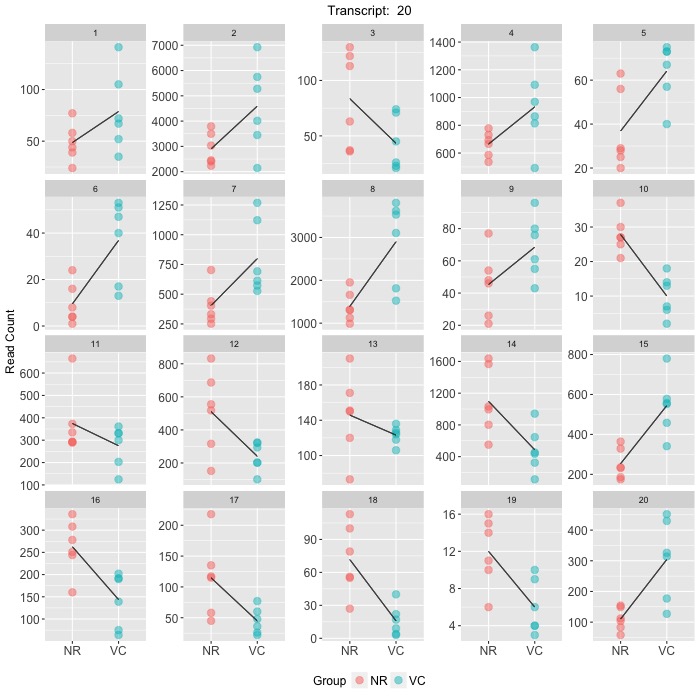 Transcript: 20
1 2 3 4 5
100 50
7000 6000 5000 4000 3000 2000
100 50
1400 1200 1000 800 600
60 40 20
6 7 8 9 10
40 20 0
1250 1000 750 500 250
3000 2000 1000
80 60 40 20
30 20 10
Read Count
11 12 13 14 15
600 500 400 300 200 100
800 600 400 200
180 140 100
1600 1200 800 400
800 600 400 200
16 17 18 19 20
300 250 200 150 100
200 150 100 50
90 60 30 0
16 12 8 4
400 300 200 100
NR VC NR VC NR VC NR VC NR VC
Group NR VC